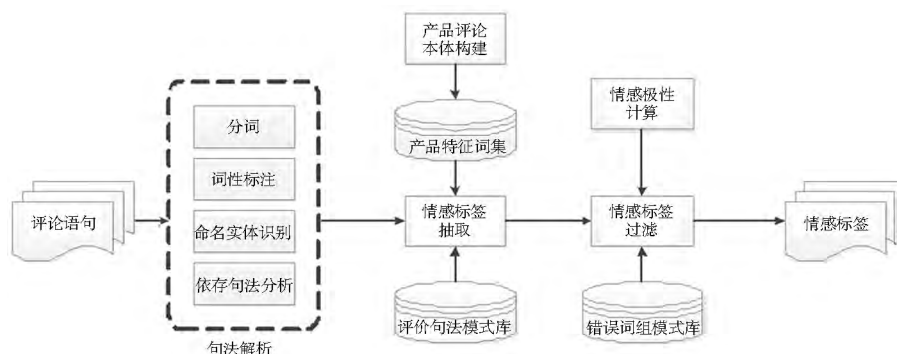 产品评论
本体构建
情感极性
计算
产品特征词集
分词
词性标注
命名实体识别
依存句法分析
评论语句
情感标签
抽取
情感标签
过滤
情感标签
评价句法模式库
错误词组模式库
句法解析